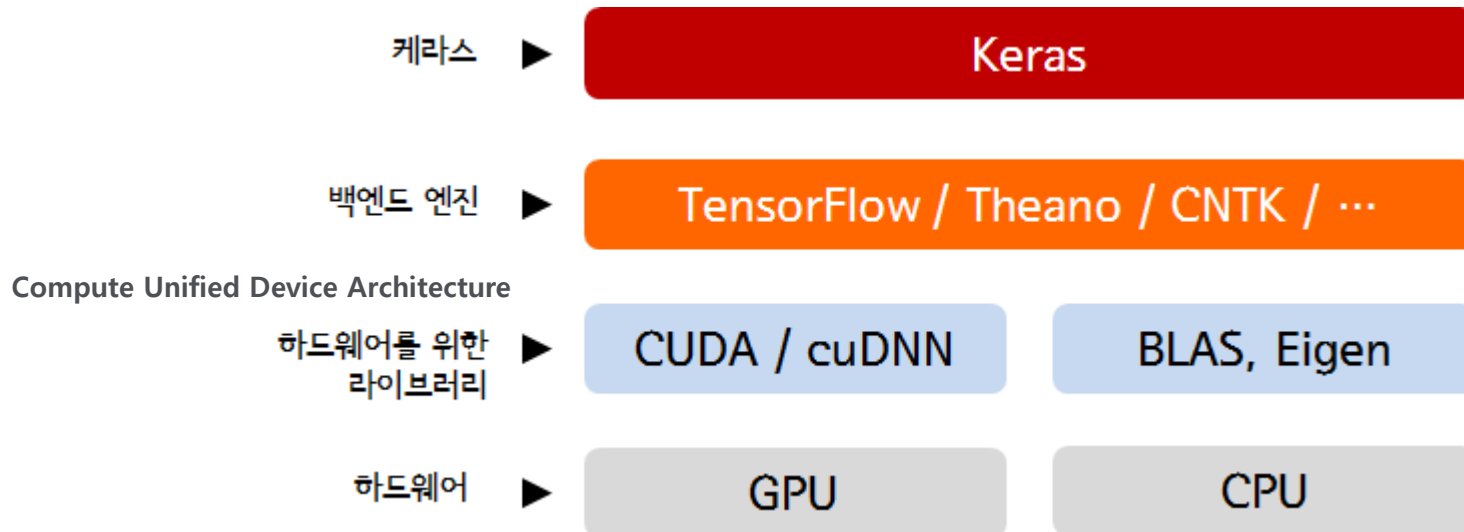 케라스 ▶ Keras
백엔드 엔진 ▶ TensorFlow / Theano / CNTK / ⋯
Compute Unified Device Architecture
하드웨어를 위한 ▶ CUDA / cuDNN BLAS, Eigen
라이브러리
하드웨어 ▶ GPU CPU